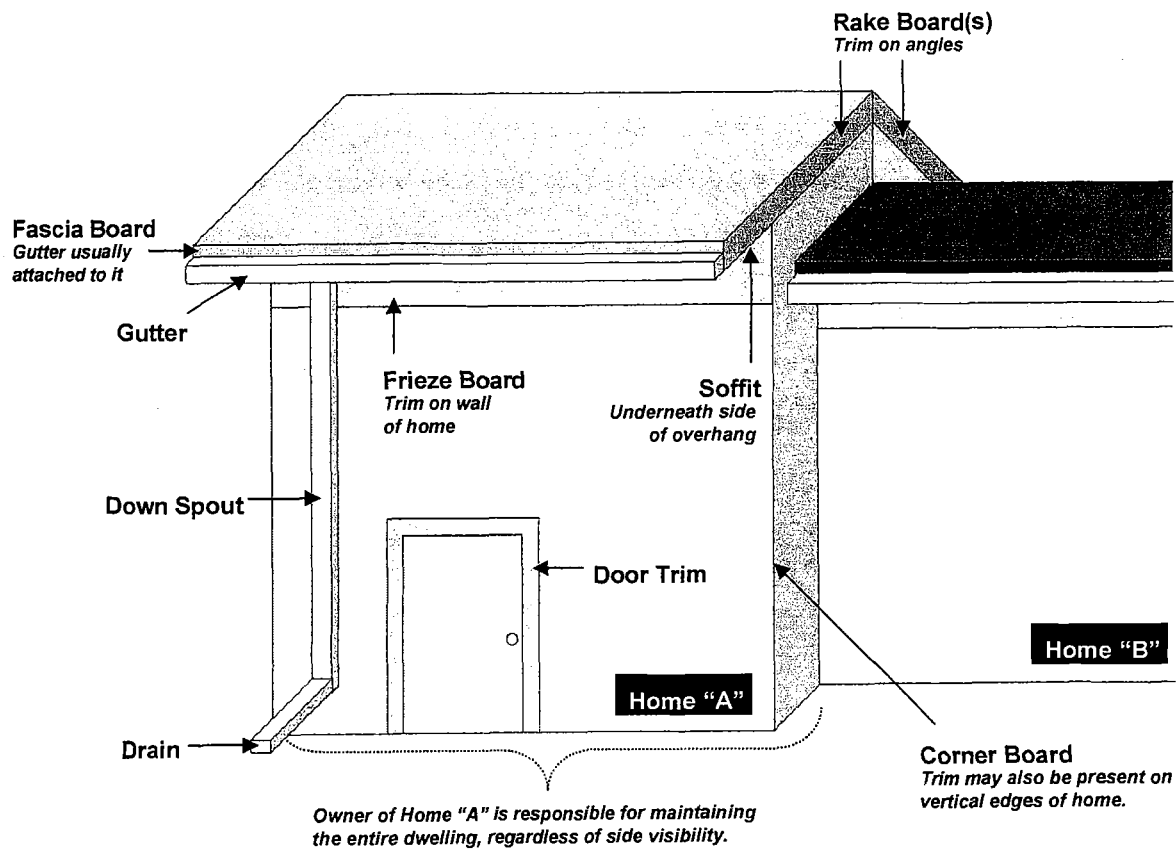 Rake Board(s)
Trim on angles
Fascia Board
Gutter usually
attached to it
Gutter
Frieze Board
Trim on wall
of home
Soffit
Underneath side
of overhang
Down Spout
Door Trim
Home “B”
Home “A”
Drain
Corner Board
Trim may also be present on
vertical edges of home.
Owner of Home “A” is responsible for maintaining
the entire dwelling, regardless of side visibility.